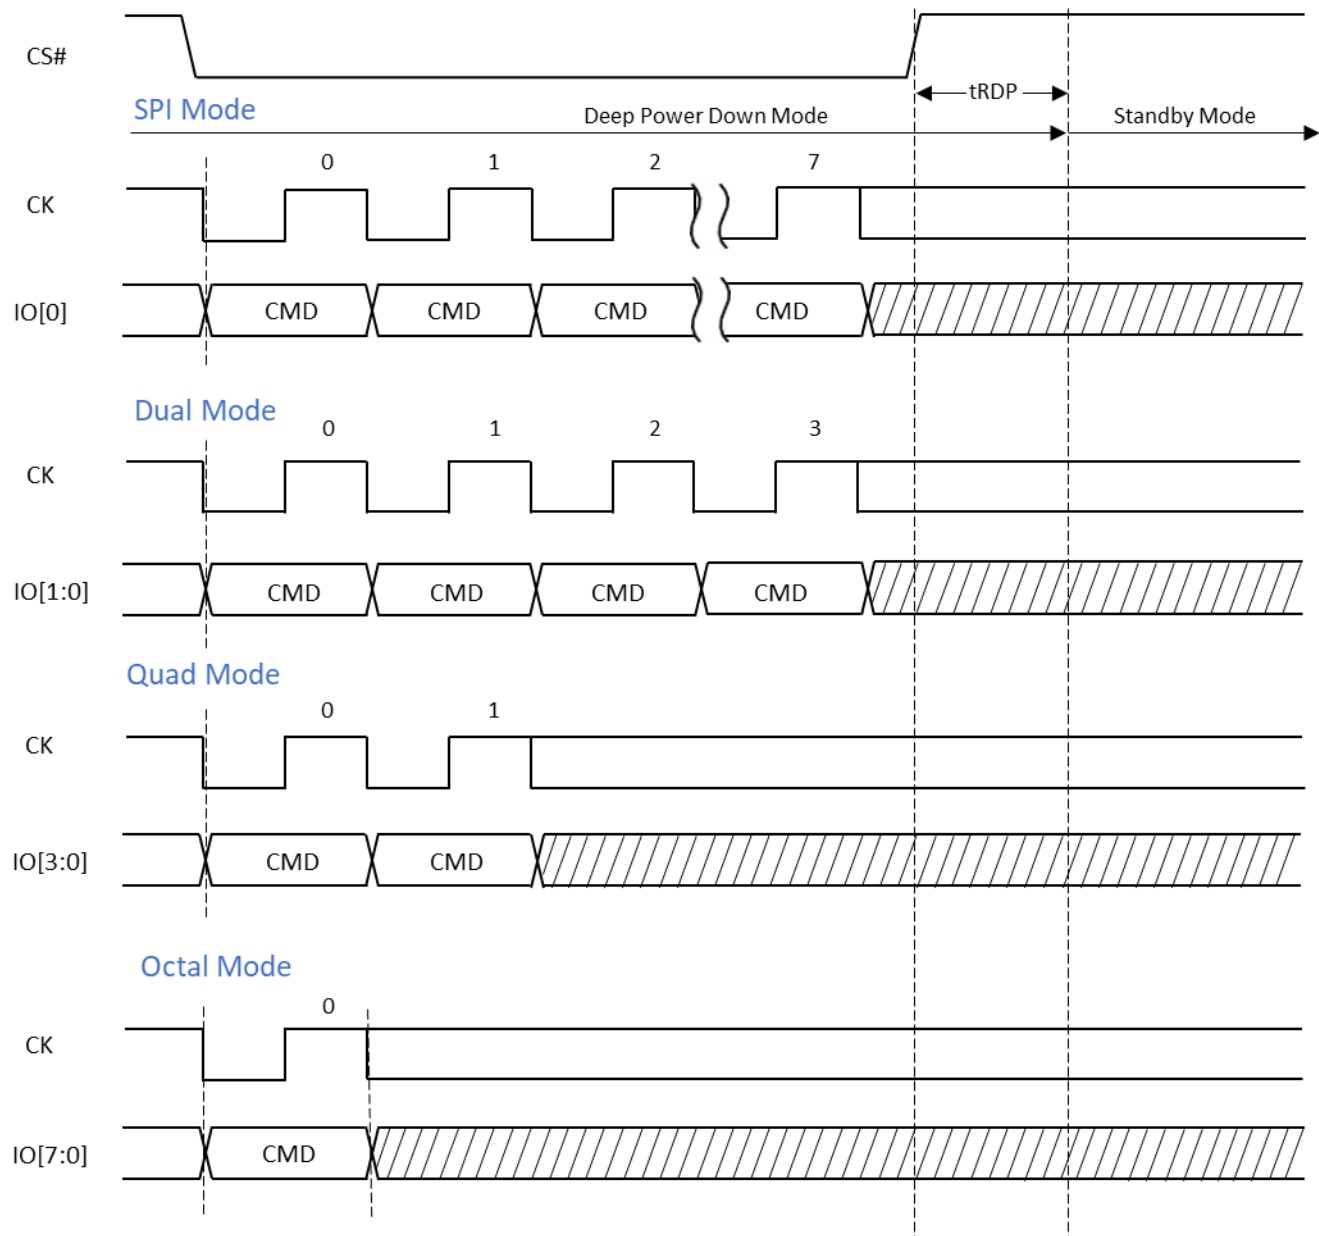 CS#
tRDP
SPI Mode
Deep Power Down Mode Standby Mode
0 1 2 7
CK
IO[0] CMD CMD CMD CMD
Dual Mode
0 1 2 3
CK
IO[1:0] CMD CMD CMD CMD
Quad Mode
0 1
CK
IO[3:0] CMD CMD
Octal Mode
0
CK
IO[7:0] CMD